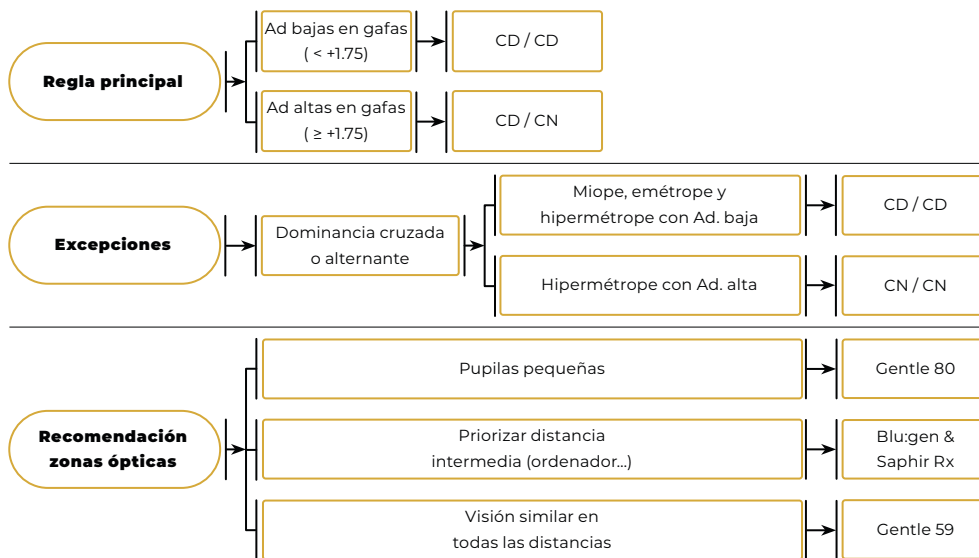 Regla principal
Ad bajas en gafas
( < +1.75)
CD / CD
Ad altas en gafas
( ≥ +1.75)
CD / CN
Excepciones
Dominancia cruzada
o alternante
Miope, emétrope y
hipermétrope con Ad. baja
CD / CD
Hipermétrope con Ad. alta
CN / CN
Recomendación
zonas ópticas
Pupilas pequeñas
Gentle 80
Priorizar distancia
intermedia (ordenador...)
Blu:gen &
Saphir Rx
Visión similar en
todas las distancias
Gentle 59